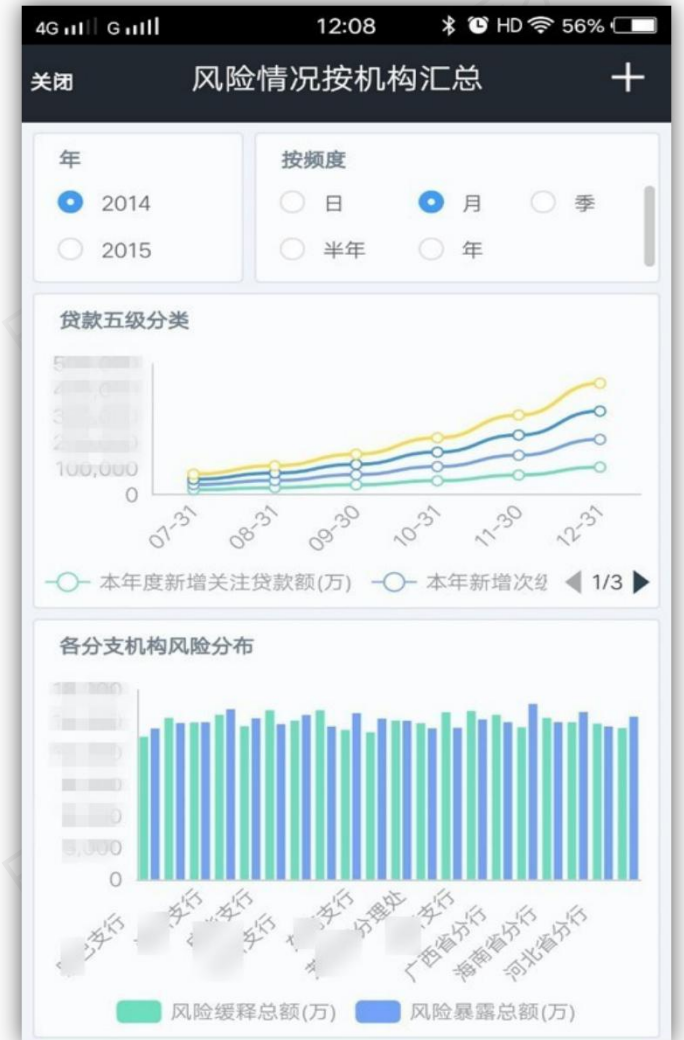 4G G 12:08 HD 56%
关闭 风险情况按机构汇总
年
2014
2015
按频度
日 月 季
半年 年
贷款五级分类
100,000
0
07-31 08-31 09-30 10-31 11-30 12-31
本年度新增关注贷款额(万) 本年新增次级 1/3
各分支机构风险分布
0
支行 支行 支行 支行 支行 分理处 支行 广西省分行 海南省分行 河北省分行
风险缓释总额(万) 风险暴露总额(万)